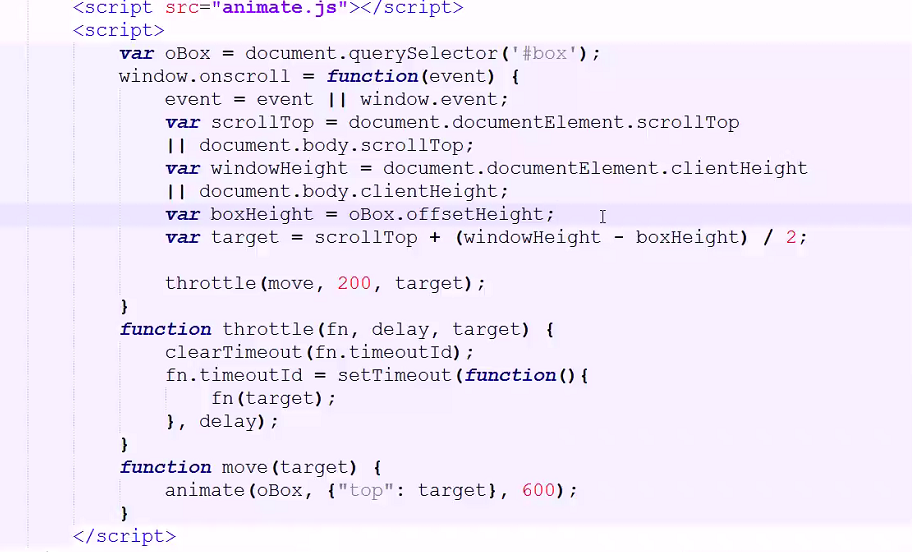 <script src="animate.js"></script>
<script>
var oBox = document.querySelector('#box');
window.onscroll = function(event) {
event = event || window.event;
var scrollTop = document.documentElement.scrollTop
|| document.body.scrollTop;
var windowHeight = document.documentElement.clientHeight
|| document.body.clientHeight;
var boxHeight = oBox.offsetHeight;
var target = scrollTop + (windowHeight - boxHeight) / 2;
throttle(move, 200, target);
}
function throttle(fn, delay, target) {
clearTimeout(fn.timeoutId);
fn.timeoutId = setTimeout(function(){
fn(target);
}, delay);
}
function move(target) {
animate(oBox, {"top": target}, 600);
}
</script>